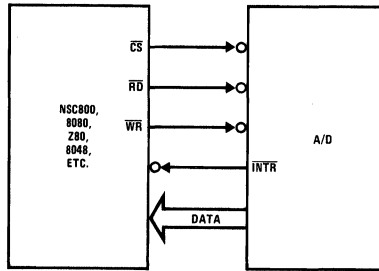 CS
RD
WR
NSC800,
8080,
Z80,
8048,
ETC.
A/D
INTR
DATA